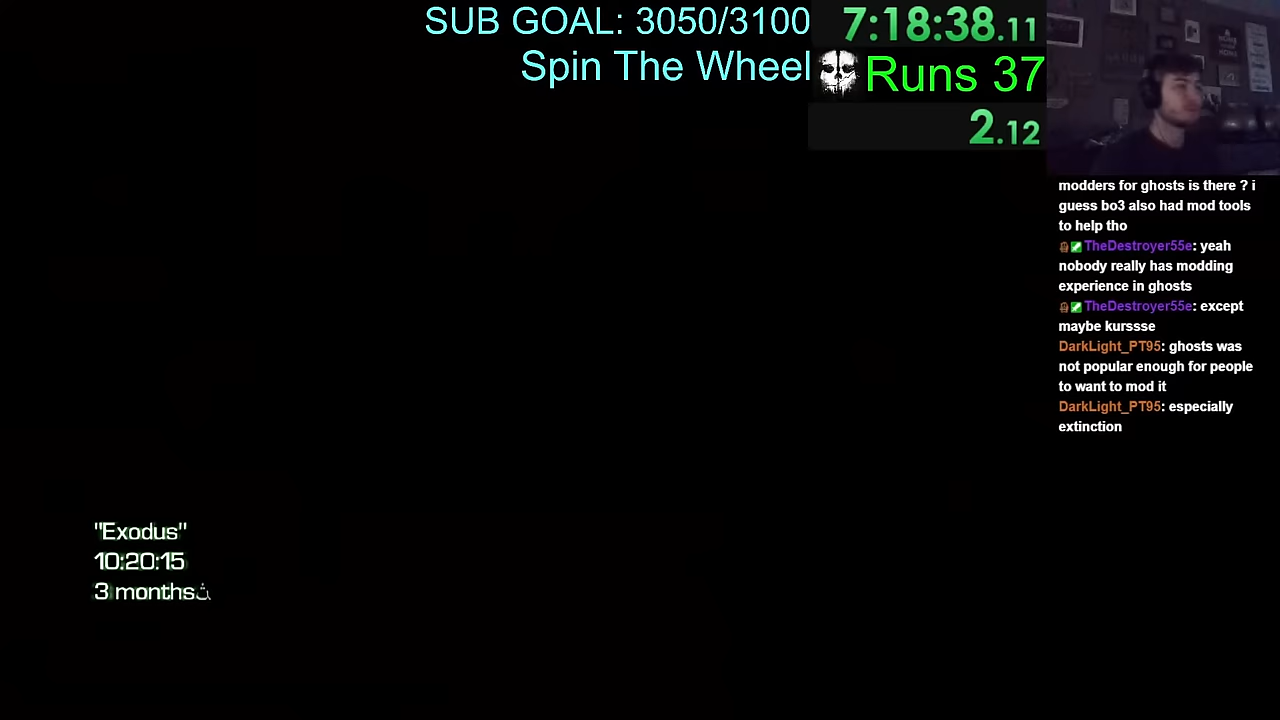 SUB GOAL: 3050/3100
Spin The Wheel
7:18:38.11
Runs 37
2.12
modders for ghosts is there ? i
guess bo3 also had mod tools
to help tho
TheDestroyer55e: yeah
nobody really has modding
experience in ghosts
TheDestroyer55e: except
maybe kurssse
DarkLight_PT95: ghosts was
not popular enough for people
to want to mod it
DarkLight_PT95: especially
extinction
"Exodus"
10:20:15
3 months